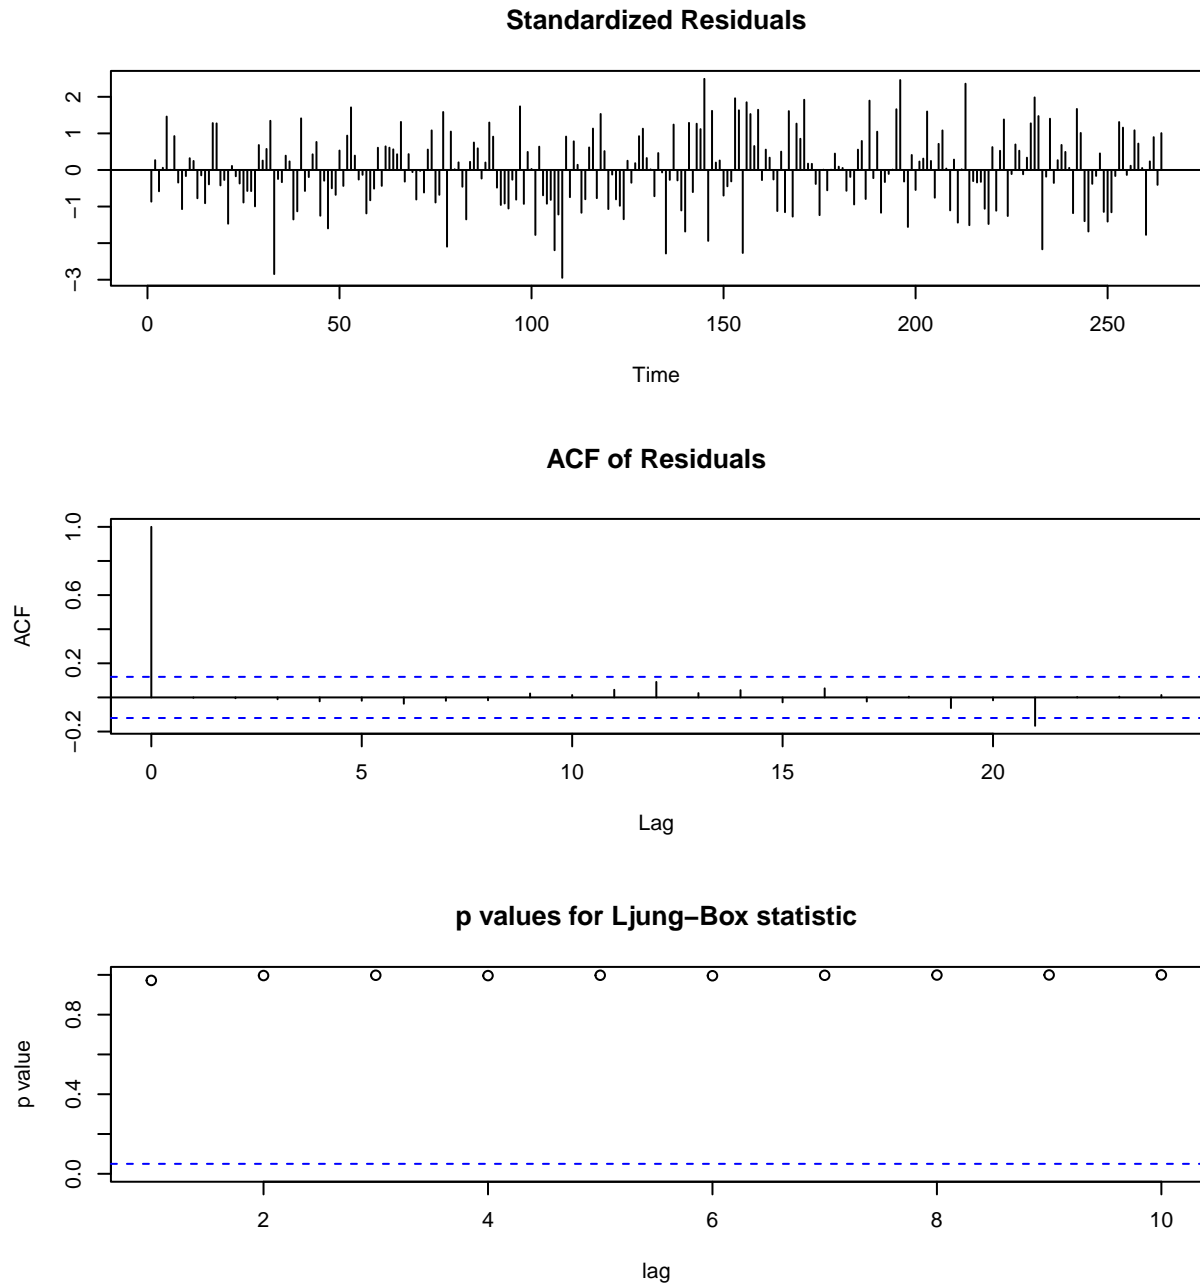 Standardized Residuals
2
1
0
−1
−3
0 50 100 150 200 250
Time
ACF of Residuals
1.0
0.6
0.2
−0.2
ACF
0 5 10 15 20
Lag
p values for Ljung−Box statistic
0.8
0.4
0.0
p value
2 4 6 8 10
lag